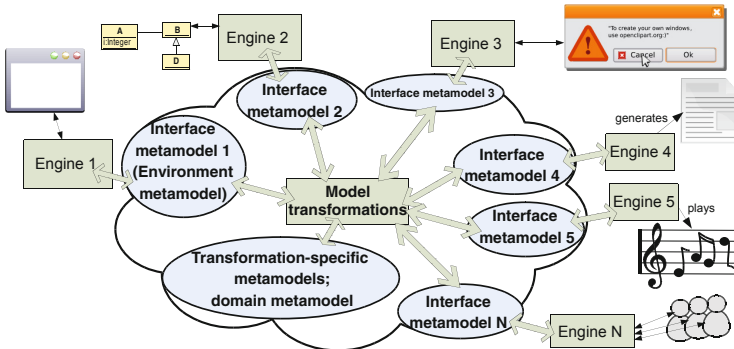 A
i:Integer
B
D
Engine 2
Engine 3
"To create your own windows,
use openclipart.org:)"
Cancel
Ok
Interface
metamodel 2
Interface metamodel 3
generates
Engine 1
Interface
metamodel 1
(Environment
metamodel)
Interface
metamodel 4
Engine 4
Model
transformations
Engine 5
plays
Interface
metamodel 5
Transformation-specific
metamodels;
domain metamodel
Interface
metamodel N
Engine N